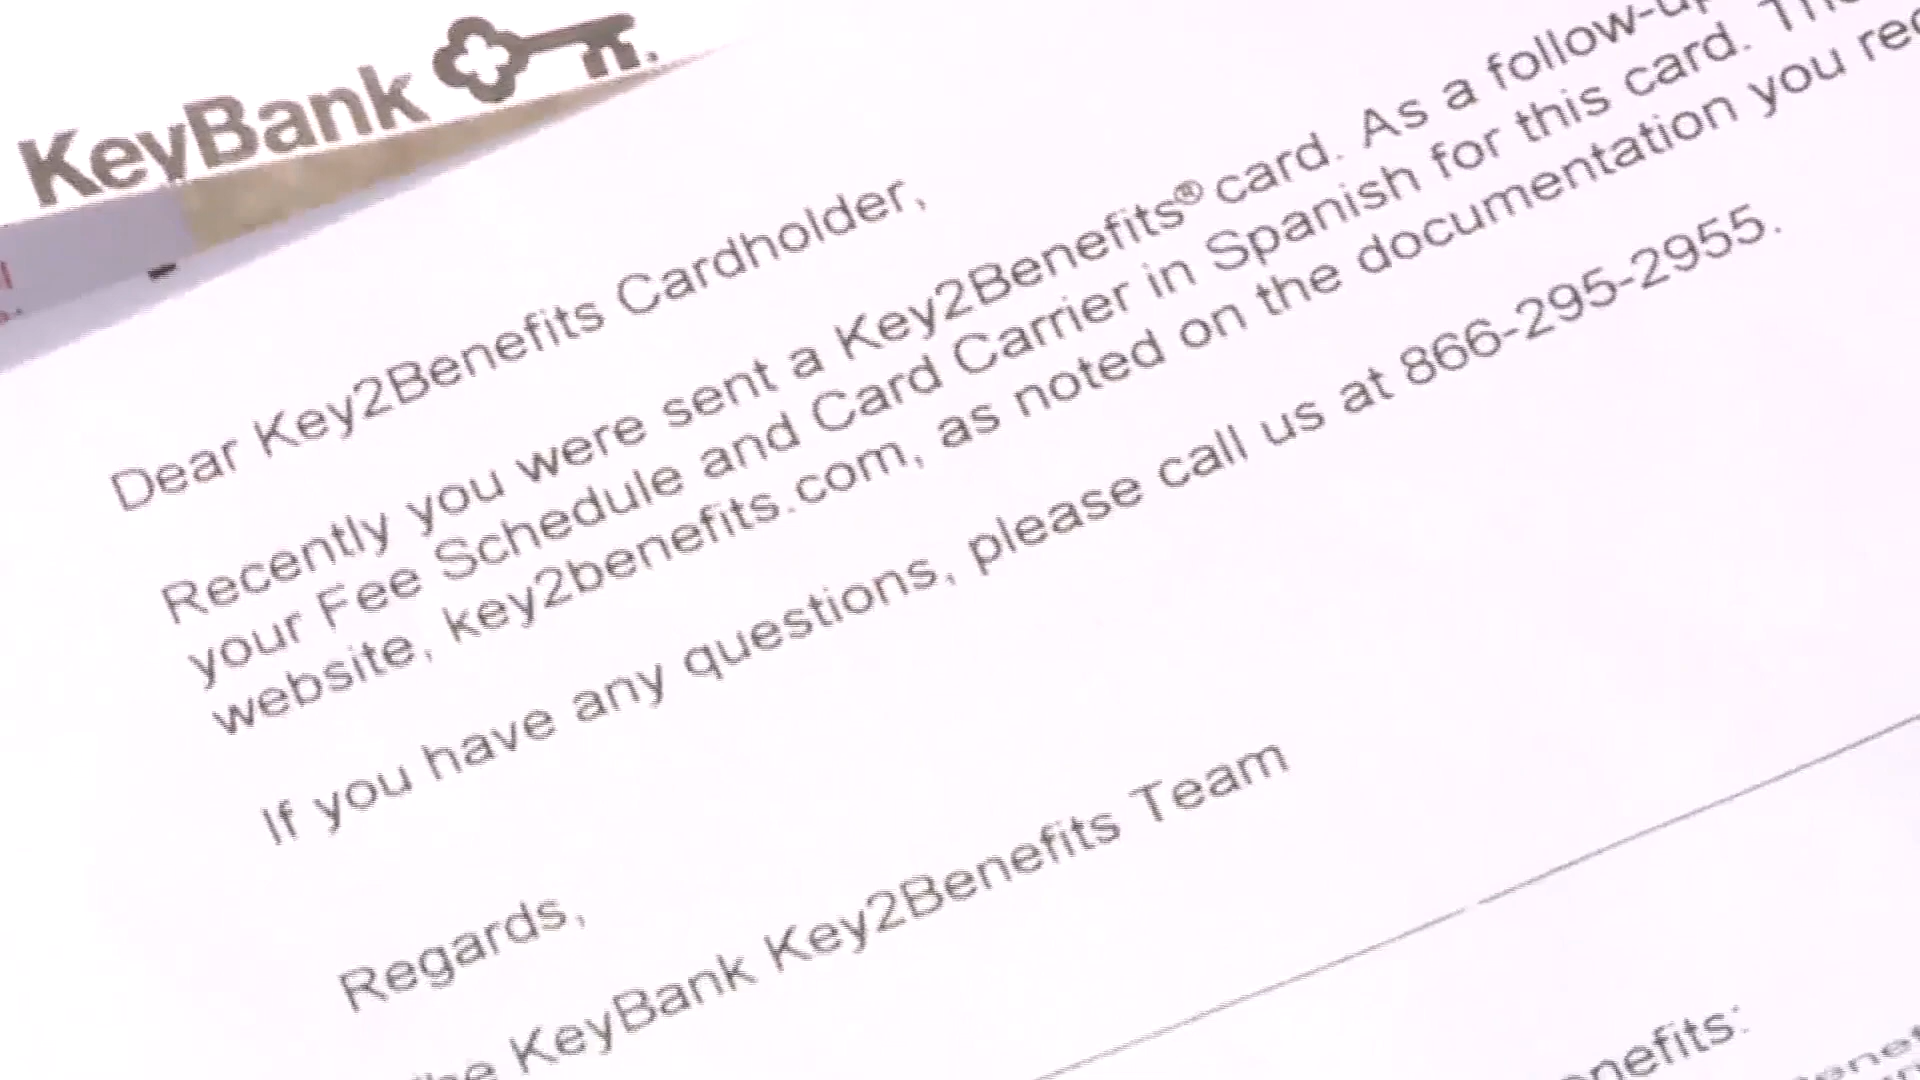 KeyBank
Dear Key2Benefits Cardholder,
Recently you were sent a Key2Benefits® card. As a follow-up
your Fee Schedule and Card Carrier in Spanish for this card.
website, key2benefits.com, as noted on the documentation you
If you have any questions, please call us at 866-295-2955.
Regards,
KeyBank Key2Benefits Team